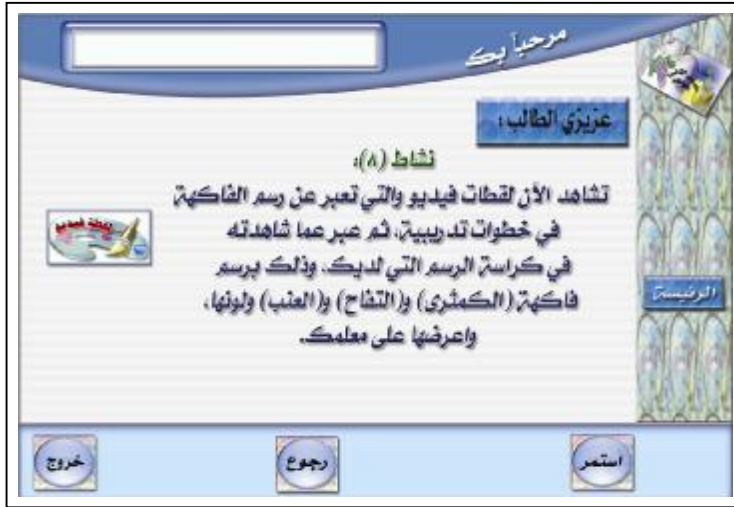 مرحباً بك
عزيزي الطالب :
نشاط (٨):
تشاهد الآن لقطات فيديو والتي تعبر عن رسم الفاكهة
في خطوات تدريبية، ثم عبر عما شاهدته
في كراسة الرسم التي لديك، وذلك برسم
فاكهة (الكمثرى) و(التفاح) و(العنب) ولونها،
واعرضها على معلمك.
لقطة فيديو
الرئيسة
استمر
رجوع
خروج